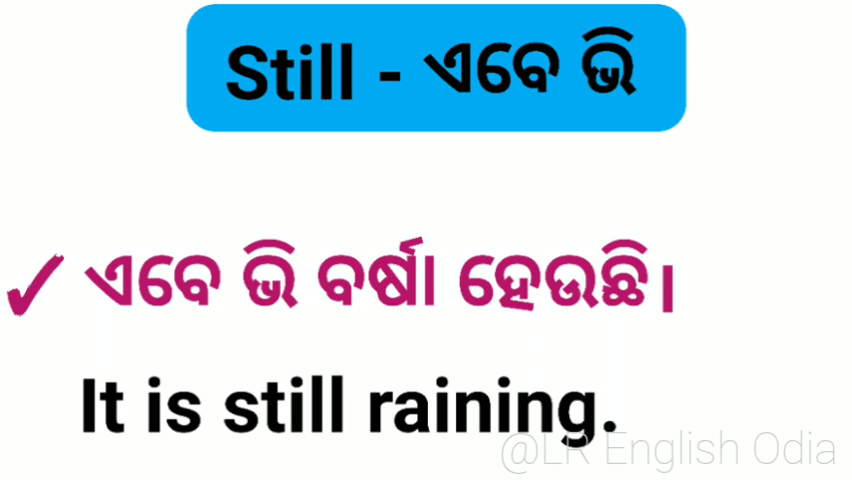 Still - ଏବେ ଭି
✓ ଏବେ ଭି ବର୍ଷା ହେଉଛି।
It is still raining.
@LR English Odia